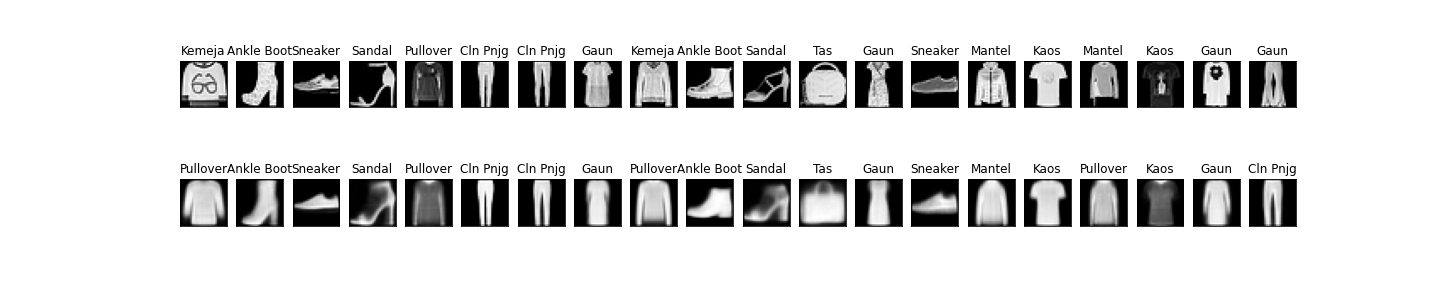 Kemeja Ankle Boot Sneaker Sandal Pullover Cln Pnjg Cln Pnjg Gaun Kemeja Ankle Boot Sandal Tas Gaun Sneaker Mantel Kaos Mantel Kaos Gaun Gaun
Pullover Ankle Boot Sneaker Sandal Pullover Cln Pnjg Cln Pnjg Gaun Pullover Ankle Boot Sandal Tas Gaun Sneaker Mantel Kaos Pullover Kaos Gaun Cln Pnjg